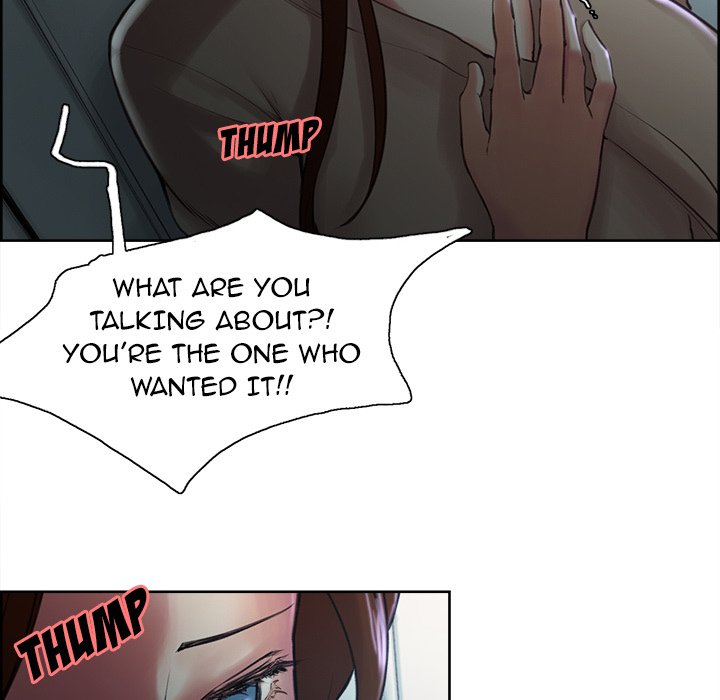 THUMP
WHAT ARE YOU
TALKING ABOUT?!
YOU'RE THE ONE WHO
WANTED IT!!
THUMP